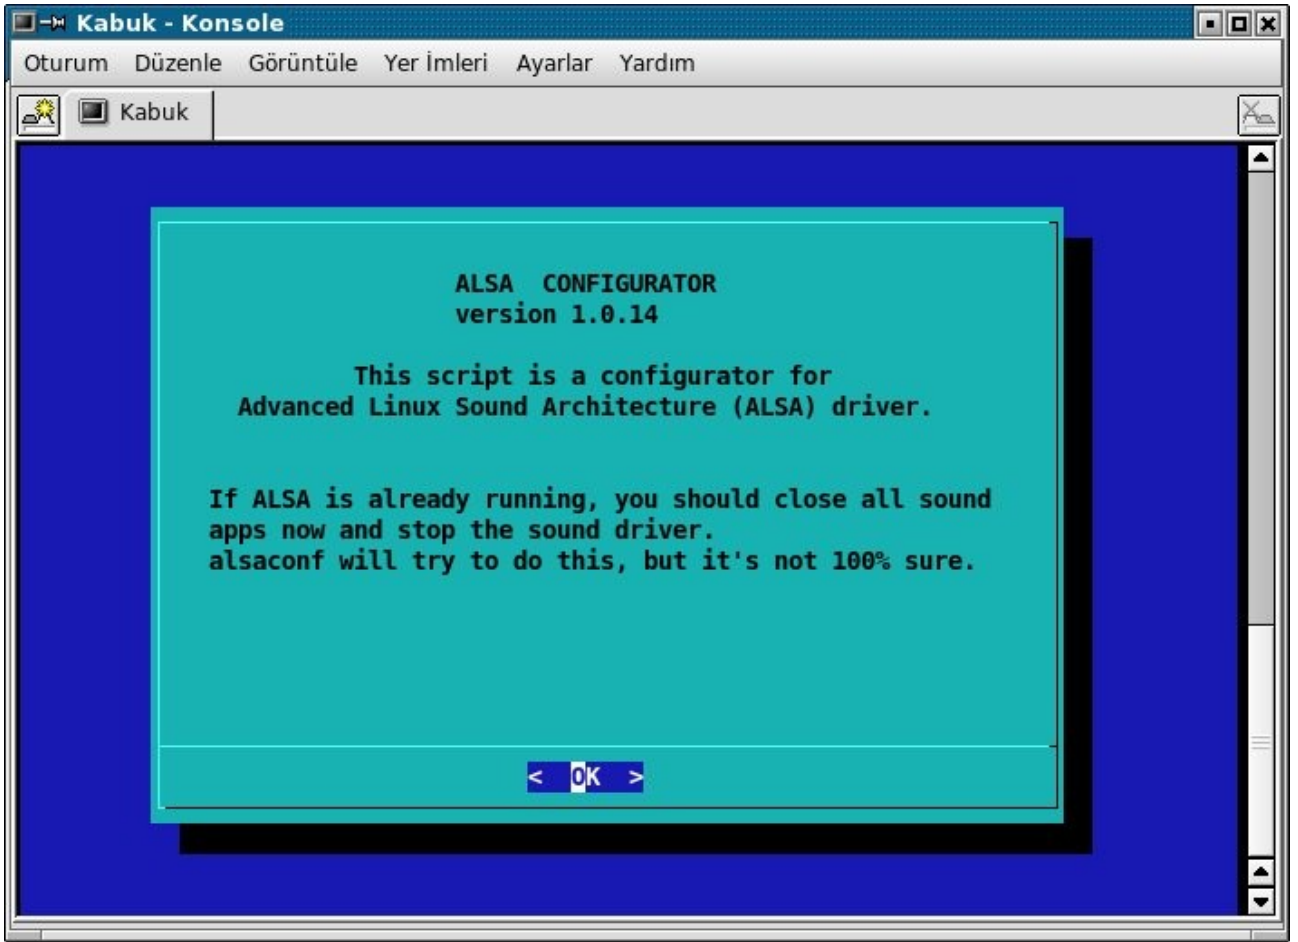 Kabuk - Konsole
Oturum Düzenle Görüntüle Yer İmleri Ayarlar Yardım
Kabuk
ALSA CONFIGURATOR
version 1.0.14
This script is a configurator for
Advanced Linux Sound Architecture (ALSA) driver.
If ALSA is already running, you should close all sound
apps now and stop the sound driver.
alsaconf will try to do this, but it's not 100% sure.
< OK >